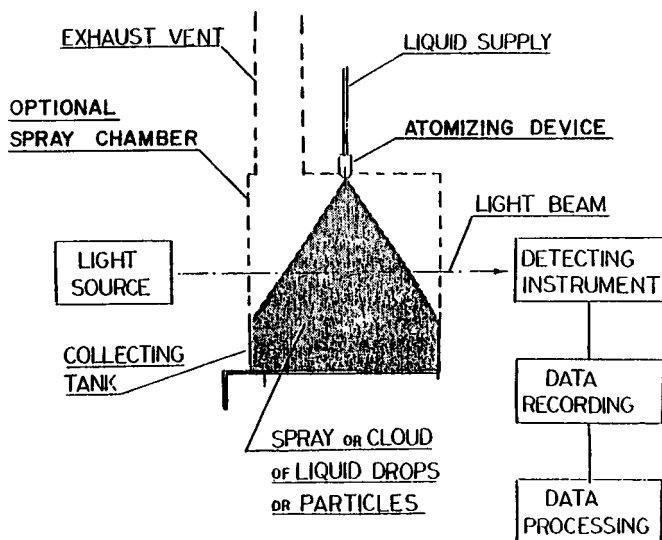 EXHAUST VENT
LIQUID SUPPLY
OPTIONAL
SPRAY CHAMBER
ATOMIZING DEVICE
LIGHT BEAM
LIGHT
SOURCE
DETECTING
INSTRUMENT
COLLECTING
TANK
DATA
RECORDING
SPRAY OR CLOUD
OF LIQUID DROPS
OR PARTICLES
DATA
PROCESSING